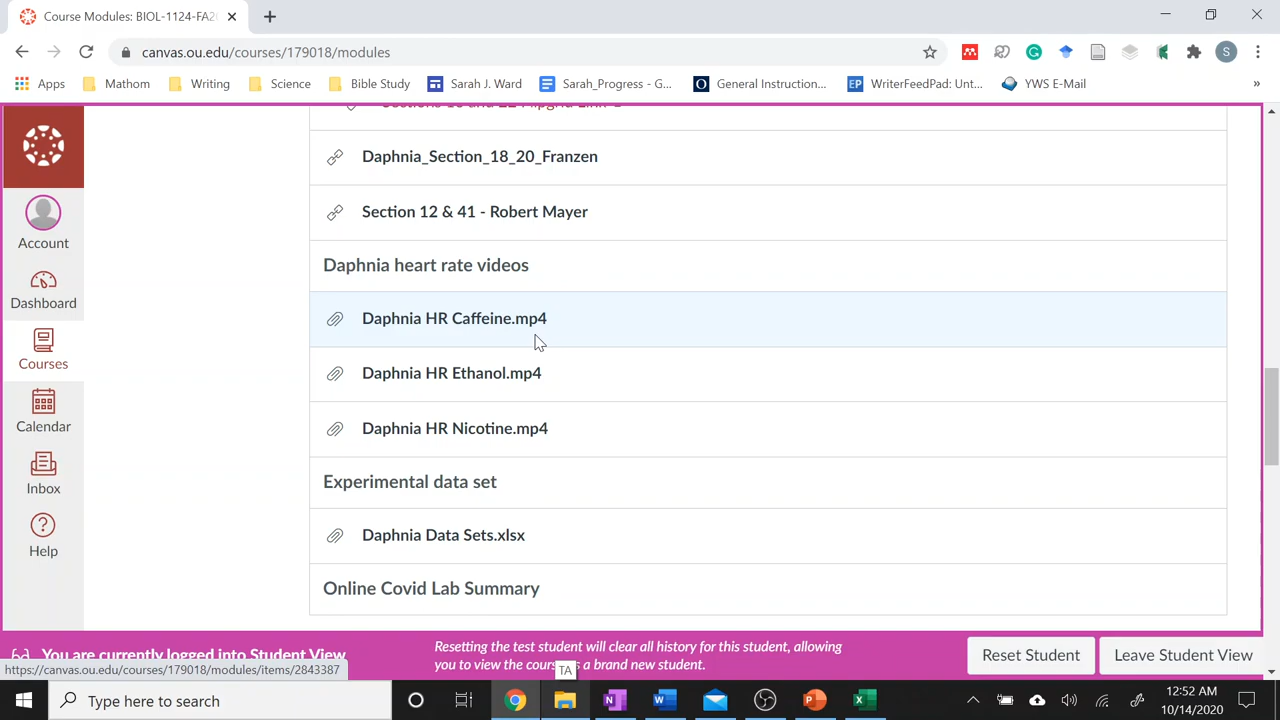 Course Modules: BIOL-1124-FA20
canvas.ou.edu/courses/179018/modules
S
Apps
Mathom
Writing
Science
Bible Study
Sarah J. Ward
Sarah_Progress - G...
General Instruction...
EP
WriterFeedPad: Unt...
YWS E-Mail
»
Daphnia_Section_18_20_Franzen
Section 12 & 41 - Robert Mayer
Daphnia heart rate videos
Daphnia HR Caffeine.mp4
Daphnia HR Ethanol.mp4
Daphnia HR Nicotine.mp4
Experimental data set
Daphnia Data Sets.xlsx
Online Covid Lab Summary
Account
Dashboard
Courses
Calendar
Inbox
Help
You are currently logged into Student View
Resetting the test student will clear all history for this student, allowing
you to view the course as a brand new student.
Reset Student
Leave Student View
https://canvas.ou.edu/courses/179018/modules/items/2843387
TA
Type here to search
12:52 AM
10/14/2020